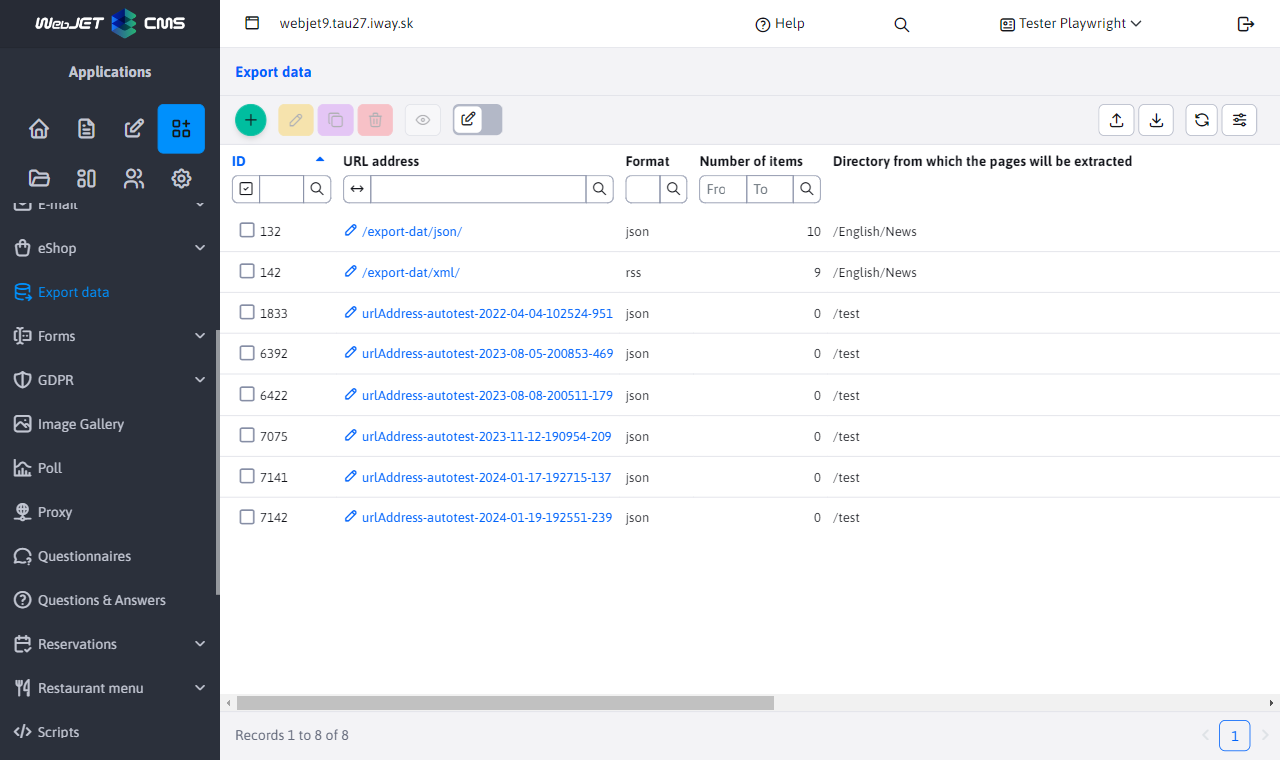 WebJET CMS
webjet9.tau27.iway.sk
Help
Tester Playwright
Applications
E-mail
eShop
Export data
Forms
GDPR
Image Gallery
Poll
Proxy
Questionnaires
Questions & Answers
Reservations
Restaurant menu
Scripts
Export data
ID URL address Format Number of items Directory from which the pages will be extracted
Fro To
132 /export-dat/json/ json 10 /English/News
142 /export-dat/xml/ rss 9 /English/News
1833 urlAddress-autotest-2022-04-04-102524-951 json 0 /test
6392 urlAddress-autotest-2023-08-05-200853-469 json 0 /test
6422 urlAddress-autotest-2023-08-08-200511-179 json 0 /test
7075 urlAddress-autotest-2023-11-12-190954-209 json 0 /test
7141 urlAddress-autotest-2024-01-17-192715-137 json 0 /test
7142 urlAddress-autotest-2024-01-19-192551-239 json 0 /test
Records 1 to 8 of 8
1